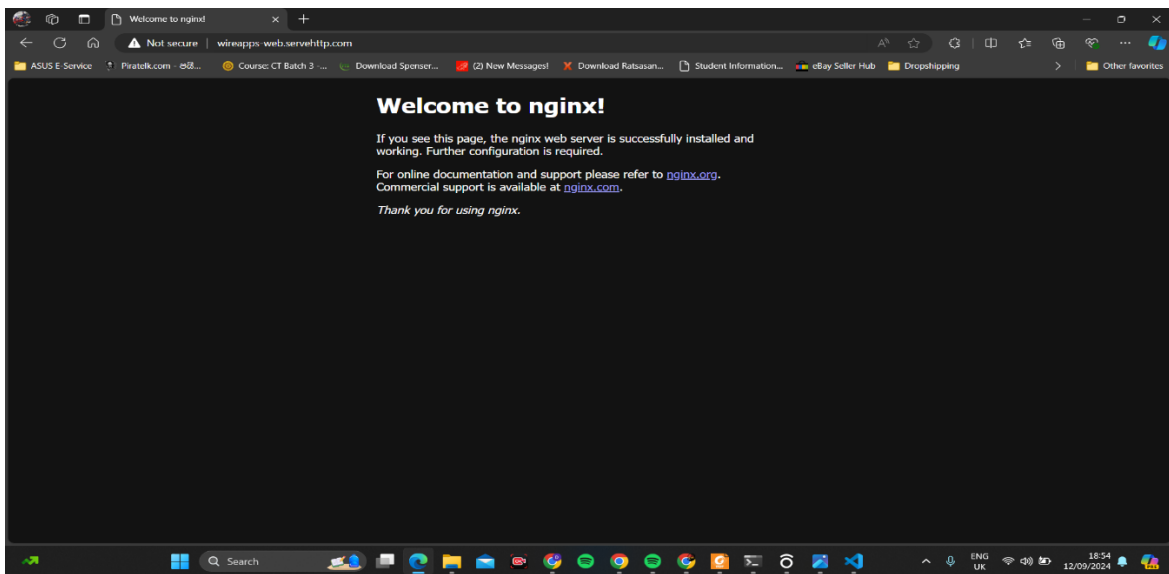 Welcome to nginx!
Not secure | wireapps-web.servehttp.com
ASUS E-Service
Piratelk.com - සිං...
Course: CT Batch 3 -...
Download Spenser...
(2) New Messages!
Download Ratsasan...
Student Information...
eBay Seller Hub
Dropshipping
Other favorites
Welcome to nginx!
If you see this page, the nginx web server is successfully installed and
working. Further configuration is required.
For online documentation and support please refer to nginx.org.
Commercial support is available at nginx.com.
Thank you for using nginx.
Search
ENG
UK
18:54
12/09/2024